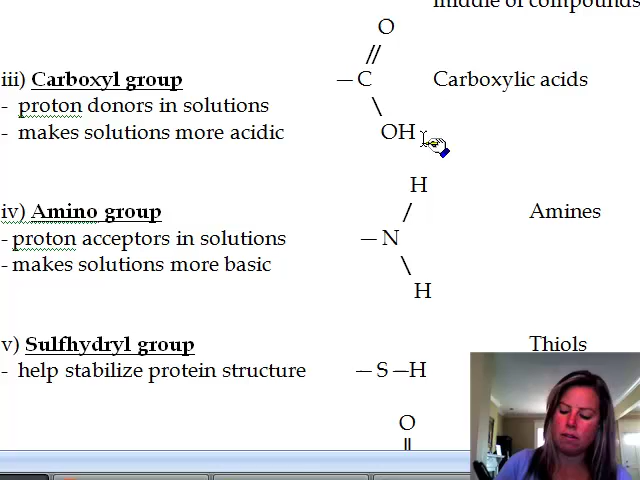 middle of compounds
O
//
iii) Carboxyl group — C Carboxylic acids
- proton donors in solutions \
- makes solutions more acidic OH
H
iv) Amino group / Amines
- proton acceptors in solutions — N
- makes solutions more basic \
H
v) Sulfhydryl group Thiols
- help stabilize protein structure — S — H
O
||